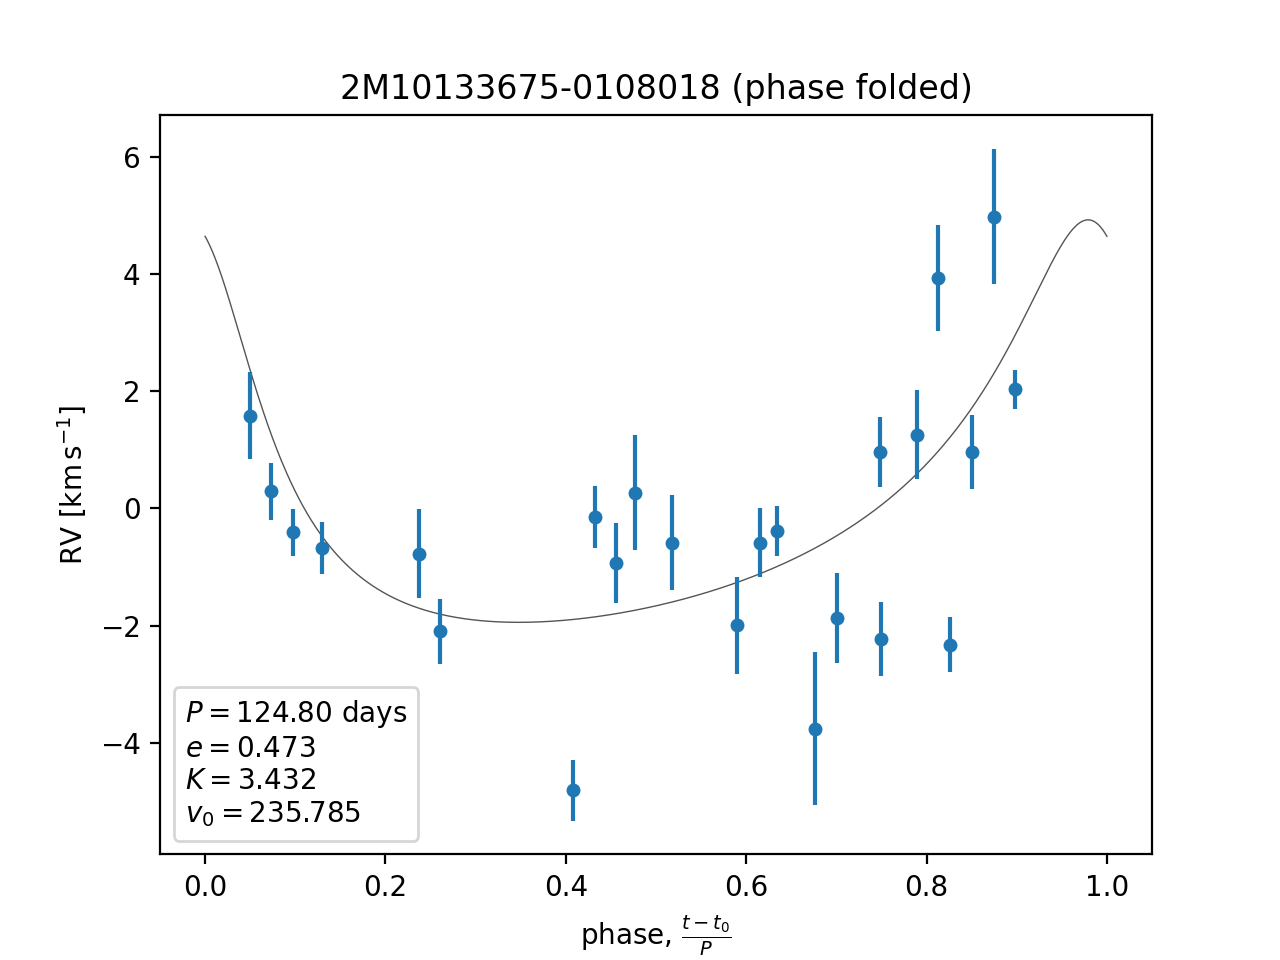 2M10133675-0108018 (phase folded)
RV [km s⁻¹]
6
4
2
0
−2
−4
P = 124.80 days
e = 0.473
K = 3.432
v₀ = 235.785
0.0 0.2 0.4 0.6 0.8 1.0
phase, (t − t₀)/P